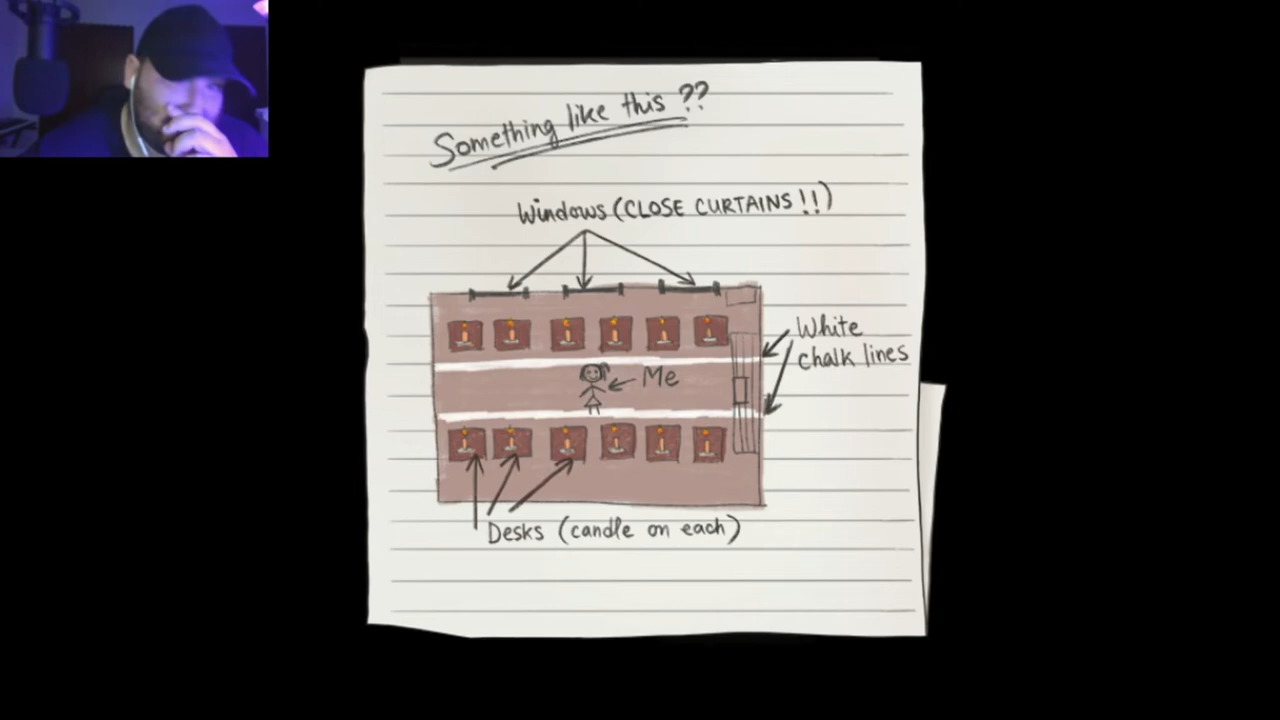 Something like this ??
Windows (CLOSE CURTAINS !!)
White
chalk lines
Me
Desks (candle on each)